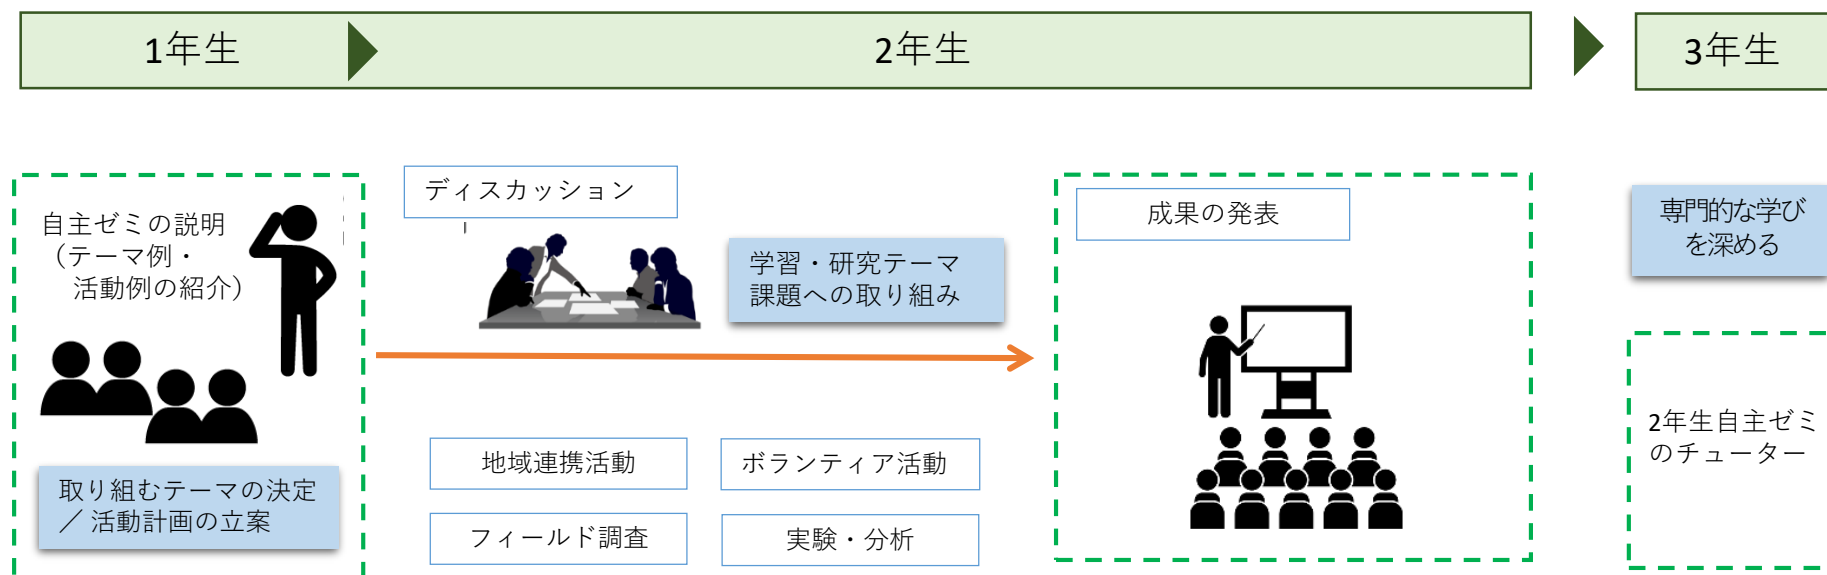 1年生
2年生
3年生
自主ゼミの説明
（テーマ例・
活動例の紹介）
取り組むテーマの決定
／ 活動計画の立案
ディスカッション
学習・研究テーマ
課題への取り組み
地域連携活動
ボランティア活動
フィールド調査
実験・分析
成果の発表
専門的な学び
を深める
2年生自主ゼミ
のチューター